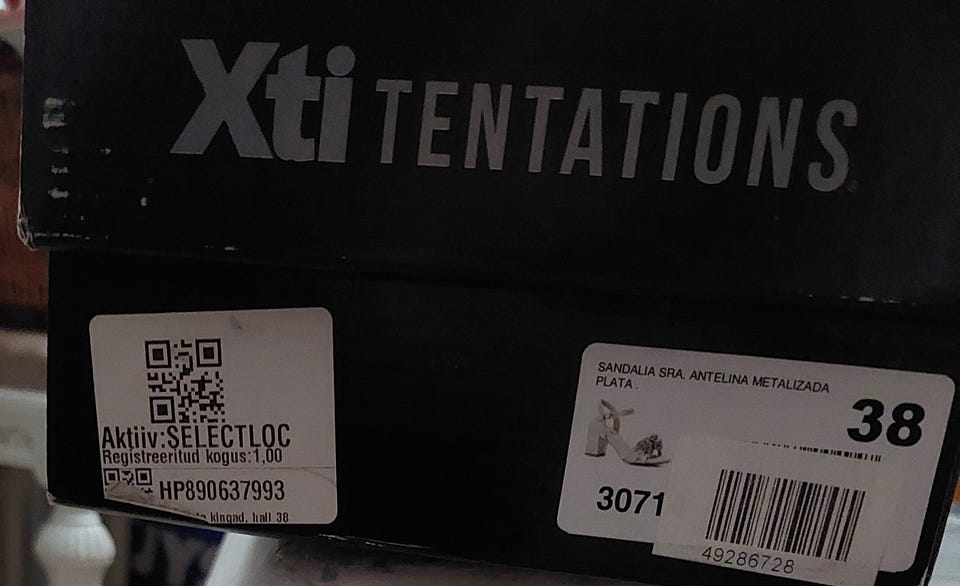 Xti TENTATIONS
Aktiiv:SELECTLOC
Registreeritud kogus:1,00
HP890637993
kingad, hall 38
SANDALIA SRA. ANTELINA METALIZADA
PLATA .
38
3071
49286728